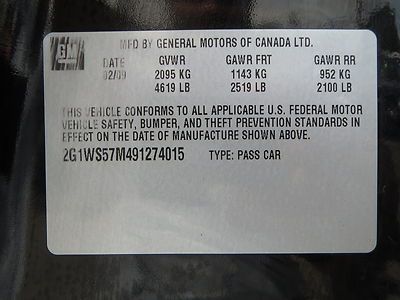 GM
MFD BY GENERAL MOTORS OF CANADA LTD.
DATE GVWR GAWR FRT GAWR RR
02/09 2095 KG 1143 KG 952 KG
4619 LB 2519 LB 2100 LB
THIS VEHICLE CONFORMS TO ALL APPLICABLE U.S. FEDERAL MOTOR
VEHICLE SAFETY, BUMPER, AND THEFT PREVENTION STANDARDS IN
EFFECT ON THE DATE OF MANUFACTURE SHOWN ABOVE.
2G1WS57M491274015 TYPE: PASS CAR